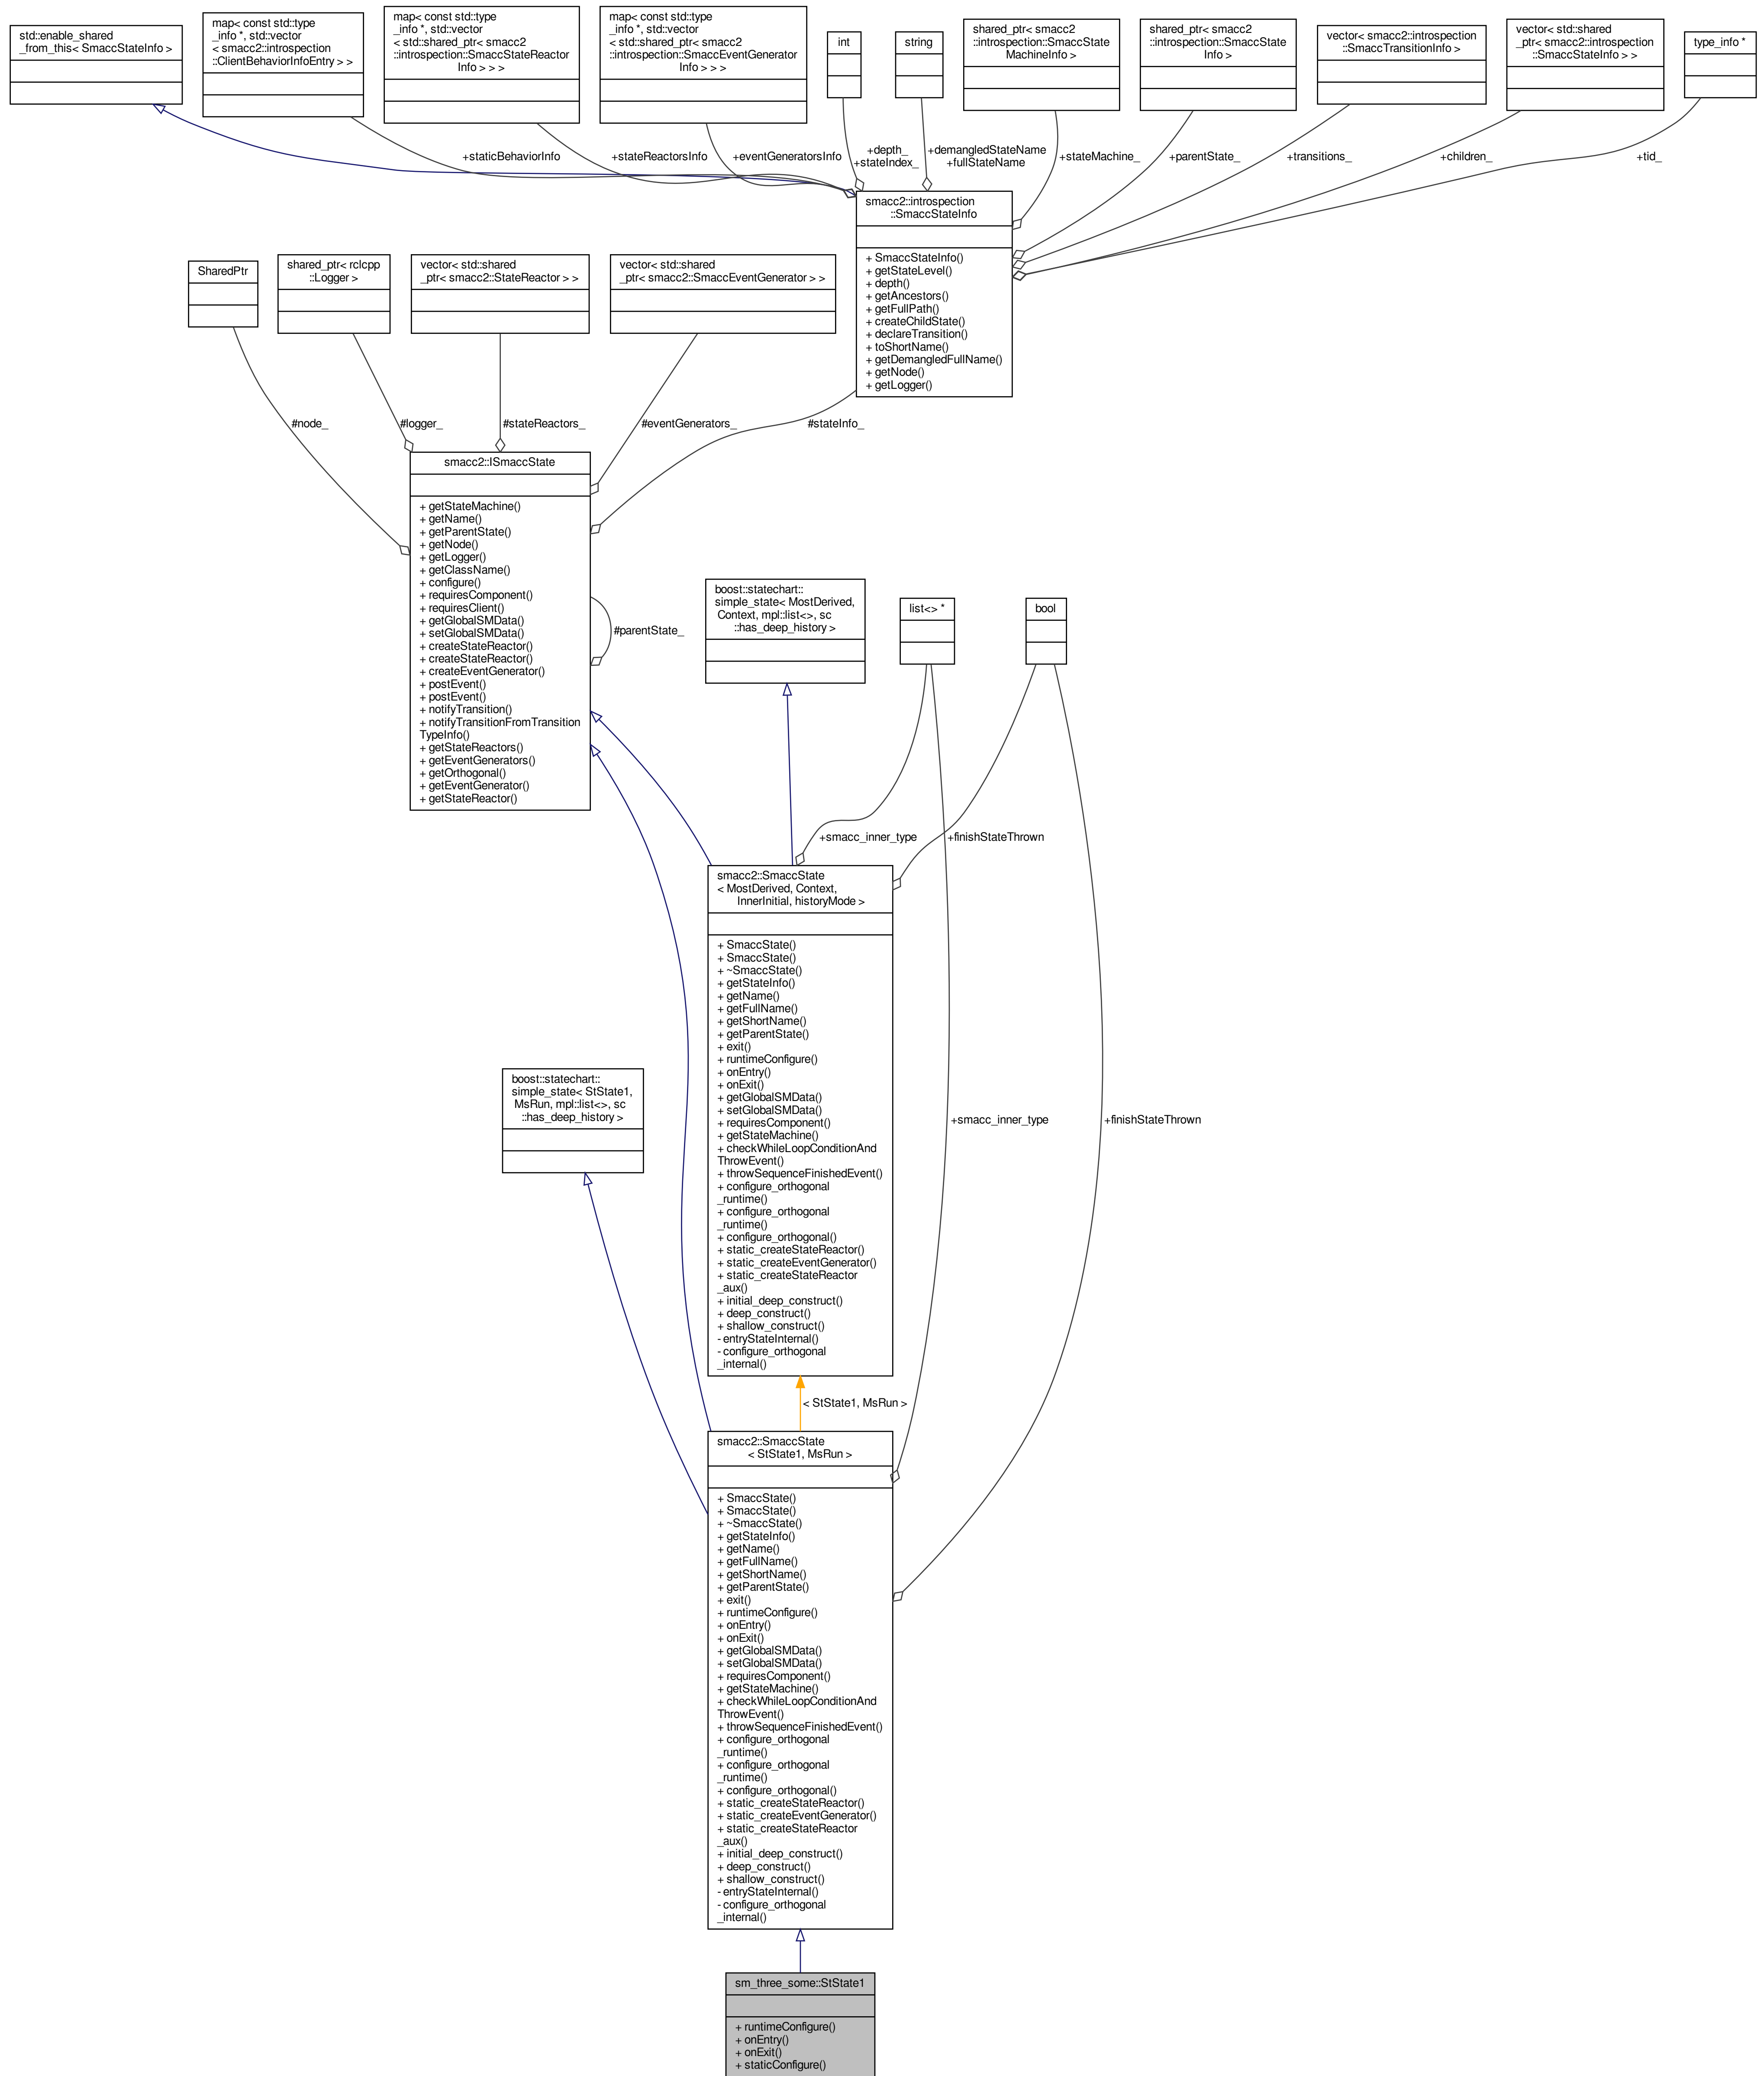 std::enable_shared
_from_this< SmaccStateInfo >
map< const std::type
_info *, std::vector
< smacc2::introspection
::ClientBehaviorInfoEntry > >
map< const std::type
_info *, std::vector
< std::shared_ptr< smacc2
::introspection::SmaccStateReactor
Info > > >
map< const std::type
_info *, std::vector
< std::shared_ptr< smacc2
::introspection::SmaccEventGenerator
Info > > >
int
string
shared_ptr< smacc2
::introspection::SmaccState
MachineInfo >
shared_ptr< smacc2
::introspection::SmaccState
Info >
vector< smacc2::introspection
::SmaccTransitionInfo >
vector< std::shared
_ptr< smacc2::introspection
::SmaccStateInfo > >
type_info *
+staticBehaviorInfo
+stateReactorsInfo
+eventGeneratorsInfo
+depth_
+stateIndex_
+demangledStateName
+fullStateName
+stateMachine_
+parentState_
+transitions_
+children_
+tid_
smacc2::introspection
::SmaccStateInfo
+ SmaccStateInfo()
+ getStateLevel()
+ depth()
+ getAncestors()
+ getFullPath()
+ createChildState()
+ declareTransition()
+ toShortName()
+ getDemangledFullName()
+ getNode()
+ getLogger()
SharedPtr
shared_ptr< rclcpp
::Logger >
vector< std::shared
_ptr< smacc2::StateReactor > >
vector< std::shared
_ptr< smacc2::SmaccEventGenerator > >
#node_
#logger_
#stateReactors_
#eventGenerators_
#stateInfo_
smacc2::ISmaccState
+ getStateMachine()
+ getName()
+ getParentState()
+ getNode()
+ getLogger()
+ getClassName()
+ configure()
+ requiresComponent()
+ requiresClient()
+ getGlobalSMData()
+ setGlobalSMData()
+ createStateReactor()
+ createStateReactor()
+ createEventGenerator()
+ postEvent()
+ postEvent()
+ notifyTransition()
+ notifyTransitionFromTransition
TypeInfo()
+ getStateReactors()
+ getEventGenerators()
+ getOrthogonal()
+ getEventGenerator()
+ getStateReactor()
#parentState_
boost::statechart::
simple_state< MostDerived,
Context, mpl::list<>, sc
::has_deep_history >
list<> *
bool
+smacc_inner_type
+finishStateThrown
smacc2::SmaccState
< MostDerived, Context,
InnerInitial, historyMode >
+ SmaccState()
+ SmaccState()
+ ~SmaccState()
+ getStateInfo()
+ getName()
+ getFullName()
+ getShortName()
+ getParentState()
+ exit()
+ runtimeConfigure()
+ onEntry()
+ onExit()
+ getGlobalSMData()
+ setGlobalSMData()
+ requiresComponent()
+ getStateMachine()
+ checkWhileLoopConditionAnd
ThrowEvent()
+ throwSequenceFinishedEvent()
+ configure_orthogonal
_runtime()
+ configure_orthogonal
_runtime()
+ configure_orthogonal()
+ static_createStateReactor()
+ static_createEventGenerator()
+ static_createStateReactor
_aux()
+ initial_deep_construct()
+ deep_construct()
+ shallow_construct()
- entryStateInternal()
- configure_orthogonal
_internal()
boost::statechart::
simple_state< StState1,
MsRun, mpl::list<>, sc
::has_deep_history >
+smacc_inner_type
+finishStateThrown
< StState1, MsRun >
smacc2::SmaccState
< StState1, MsRun >
+ SmaccState()
+ SmaccState()
+ ~SmaccState()
+ getStateInfo()
+ getName()
+ getFullName()
+ getShortName()
+ getParentState()
+ exit()
+ runtimeConfigure()
+ onEntry()
+ onExit()
+ getGlobalSMData()
+ setGlobalSMData()
+ requiresComponent()
+ getStateMachine()
+ checkWhileLoopConditionAnd
ThrowEvent()
+ throwSequenceFinishedEvent()
+ configure_orthogonal
_runtime()
+ configure_orthogonal
_runtime()
+ configure_orthogonal()
+ static_createStateReactor()
+ static_createEventGenerator()
+ static_createStateReactor
_aux()
+ initial_deep_construct()
+ deep_construct()
+ shallow_construct()
- entryStateInternal()
- configure_orthogonal
_internal()
sm_three_some::StState1
+ runtimeConfigure()
+ onEntry()
+ onExit()
+ staticConfigure()